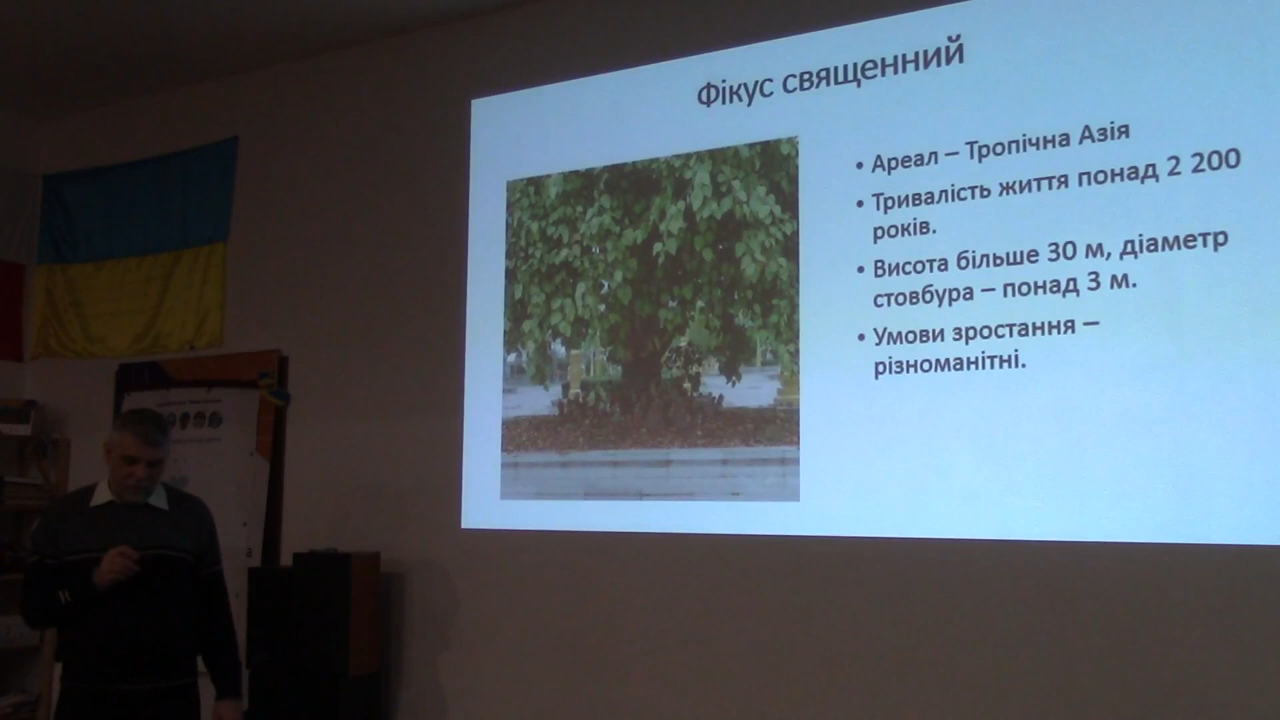 Фікус священний
• Ареал – Тропічна Азія
• Тривалість життя понад 2 200
років.
• Висота більше 30 м, діаметр
стовбура – понад 3 м.
• Умови зростання –
різноманітні.